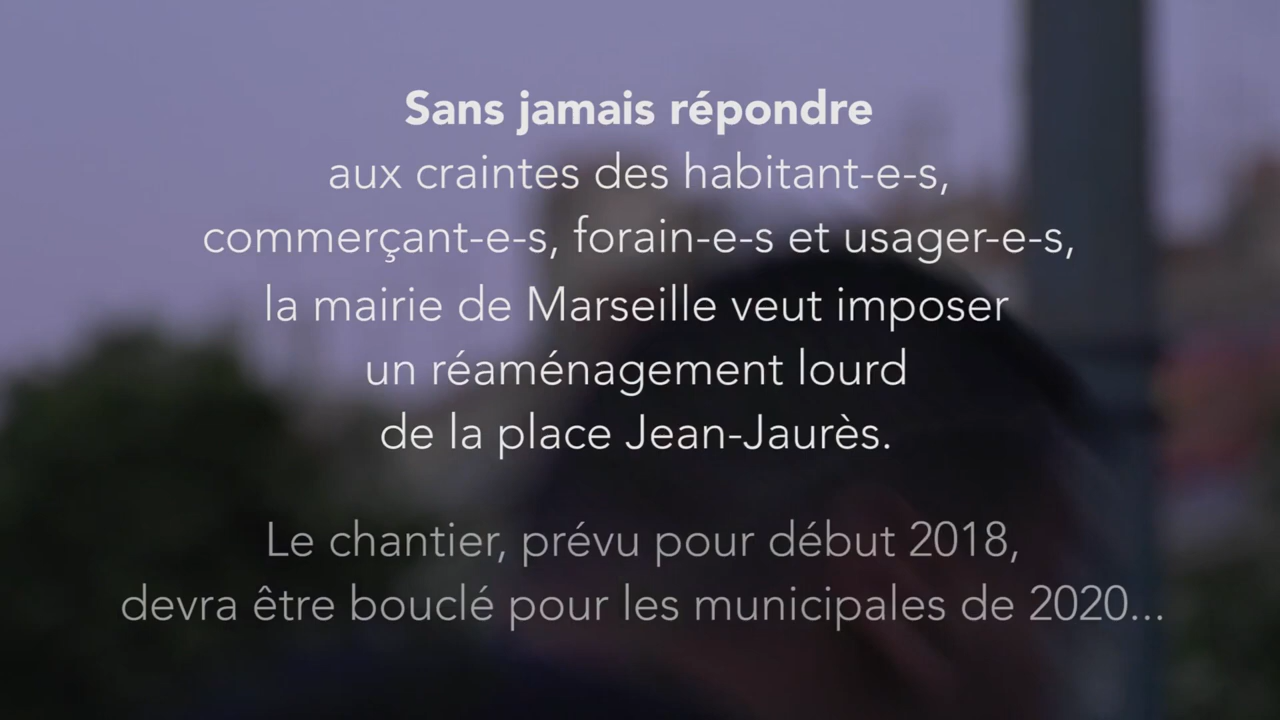 Sans jamais répondre
aux craintes des habitant-e-s,
commerçant-e-s, forain-e-s et usager-e-s,
la mairie de Marseille veut imposer
un réaménagement lourd
de la place Jean-Jaurès.
Le chantier, prévu pour début 2018,
devra être bouclé pour les municipales de 2020...